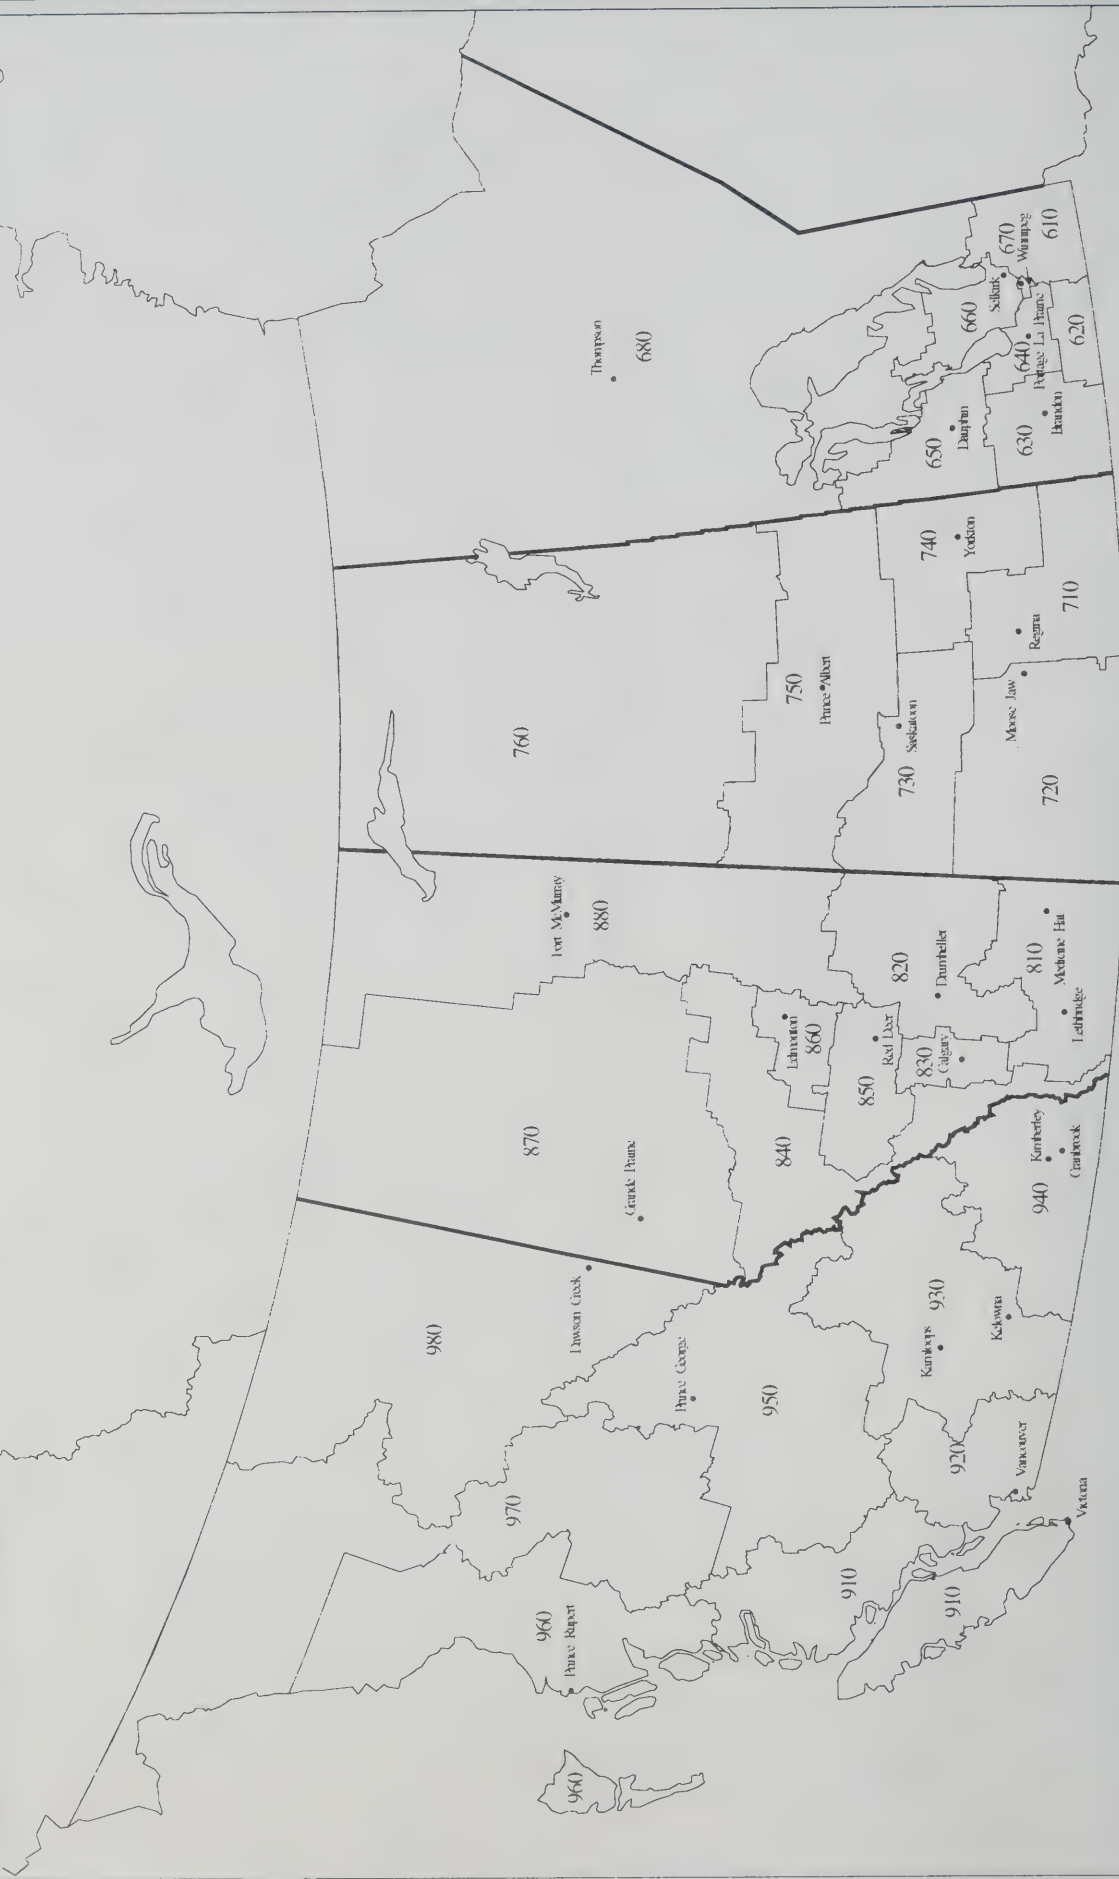 980
970
960
Prince Rupert
960
Dawson Creek
Prince George
950
910
910
920
Vancouver
Victoria
930
Kamloops
Kelowna
940
Kimberley
Cranbrook
870
Grande Prairie
840
850
Red Deer
860
Edmonton
830
Calgary
820
Drumheller
810
Medicine Hat
Lethbridge
Fort McMurray
880
760
750
Prince Albert
730
Saskatoon
720
Moose Jaw
710
Regina
740
Yorkton
Thompson
680
650
Dauphin
630
Brandon
640
Portage La Prairie
620
660
Selkirk
670
Winnipeg
610